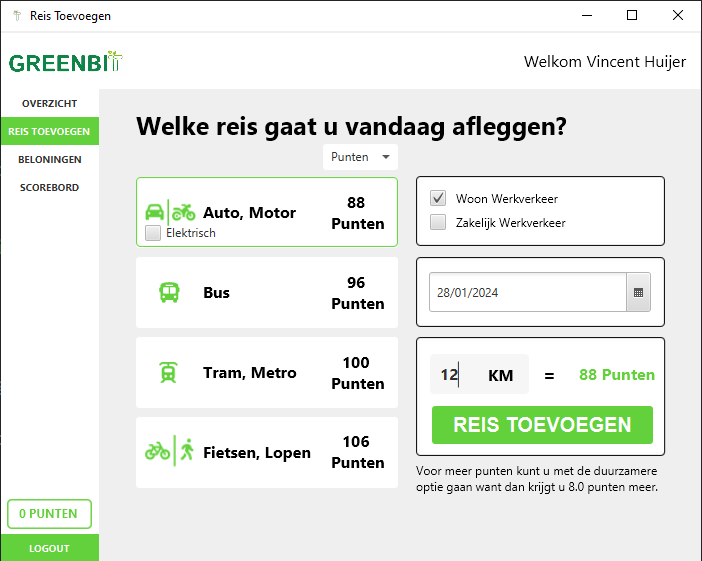 Reis Toevoegen
GREENBIT
Welkom Vincent Huijer
OVERZICHT
REIS TOEVOEGEN
BELONINGEN
SCOREBORD
0 PUNTEN
LOGOUT
Welke reis gaat u vandaag afleggen?
Punten
Auto, Motor
88
Punten
Elektrisch
Bus
96
Punten
Tram, Metro
100
Punten
Fietsen, Lopen
106
Punten
Woon Werkverkeer
Zakelijk Werkverkeer
28/01/2024
12 KM = 88 Punten
REIS TOEVOEGEN
Voor meer punten kunt u met de duurzamere
optie gaan want dan krijgt u 8.0 punten meer.